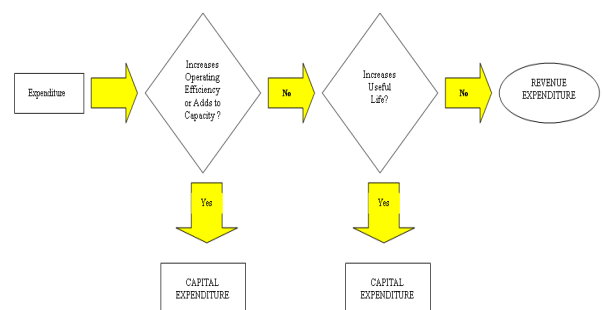 Expenditure
Increases
Operating
Efficiency
or Adds to
Capacity ?
No
Increases
Useful
Life?
No
REVENUE
EXPENDITURE
Yes
Yes
CAPITAL
EXPENDITURE
CAPITAL
EXPENDITURE